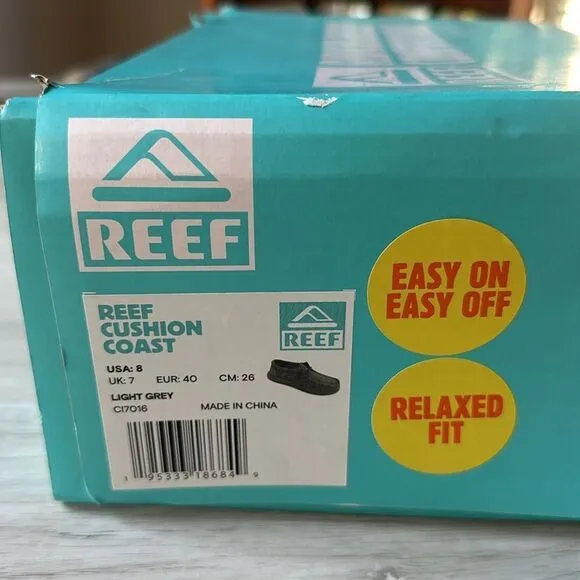 REEF
REEF
CUSHION
COAST
REEF
USA: 8
UK: 7 EUR: 40 CM: 26
LIGHT GREY
CI7016 MADE IN CHINA
1 95333 18684 9
EASY ON
EASY OFF
RELAXED
FIT